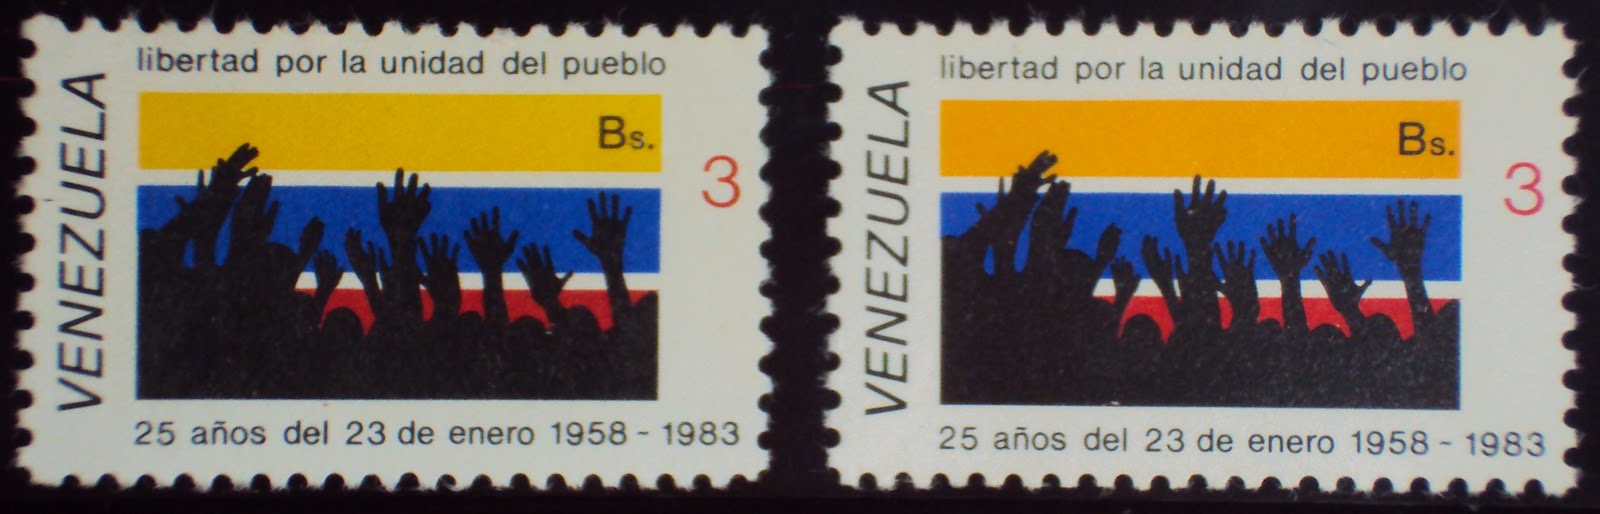 libertad por la unidad del pueblo
VENEZUELA
Bs.
3
25 años del 23 de enero 1958 - 1983
libertad por la unidad del pueblo
VENEZUELA
Bs.
3
25 años del 23 de enero 1958 - 1983